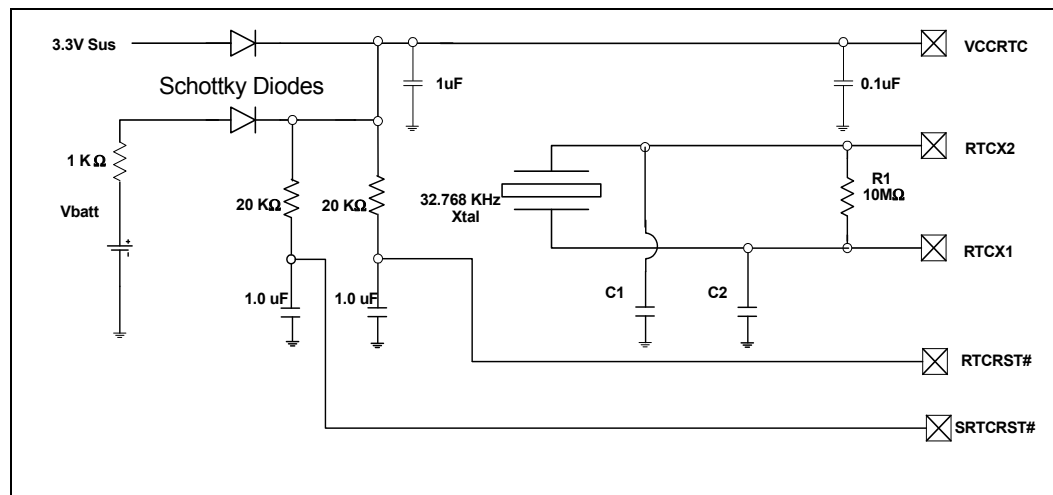 3.3V Sus
VCCRTC
Schottky Diodes
1uF
0.1uF
RTCX2
1 KΩ
R1
10MΩ
20 KΩ
20 KΩ
32.768 KHz
Xtal
Vbatt
+
-
RTCX1
1.0 uF
1.0 uF
C1
C2
RTCRST#
SRTCRST#